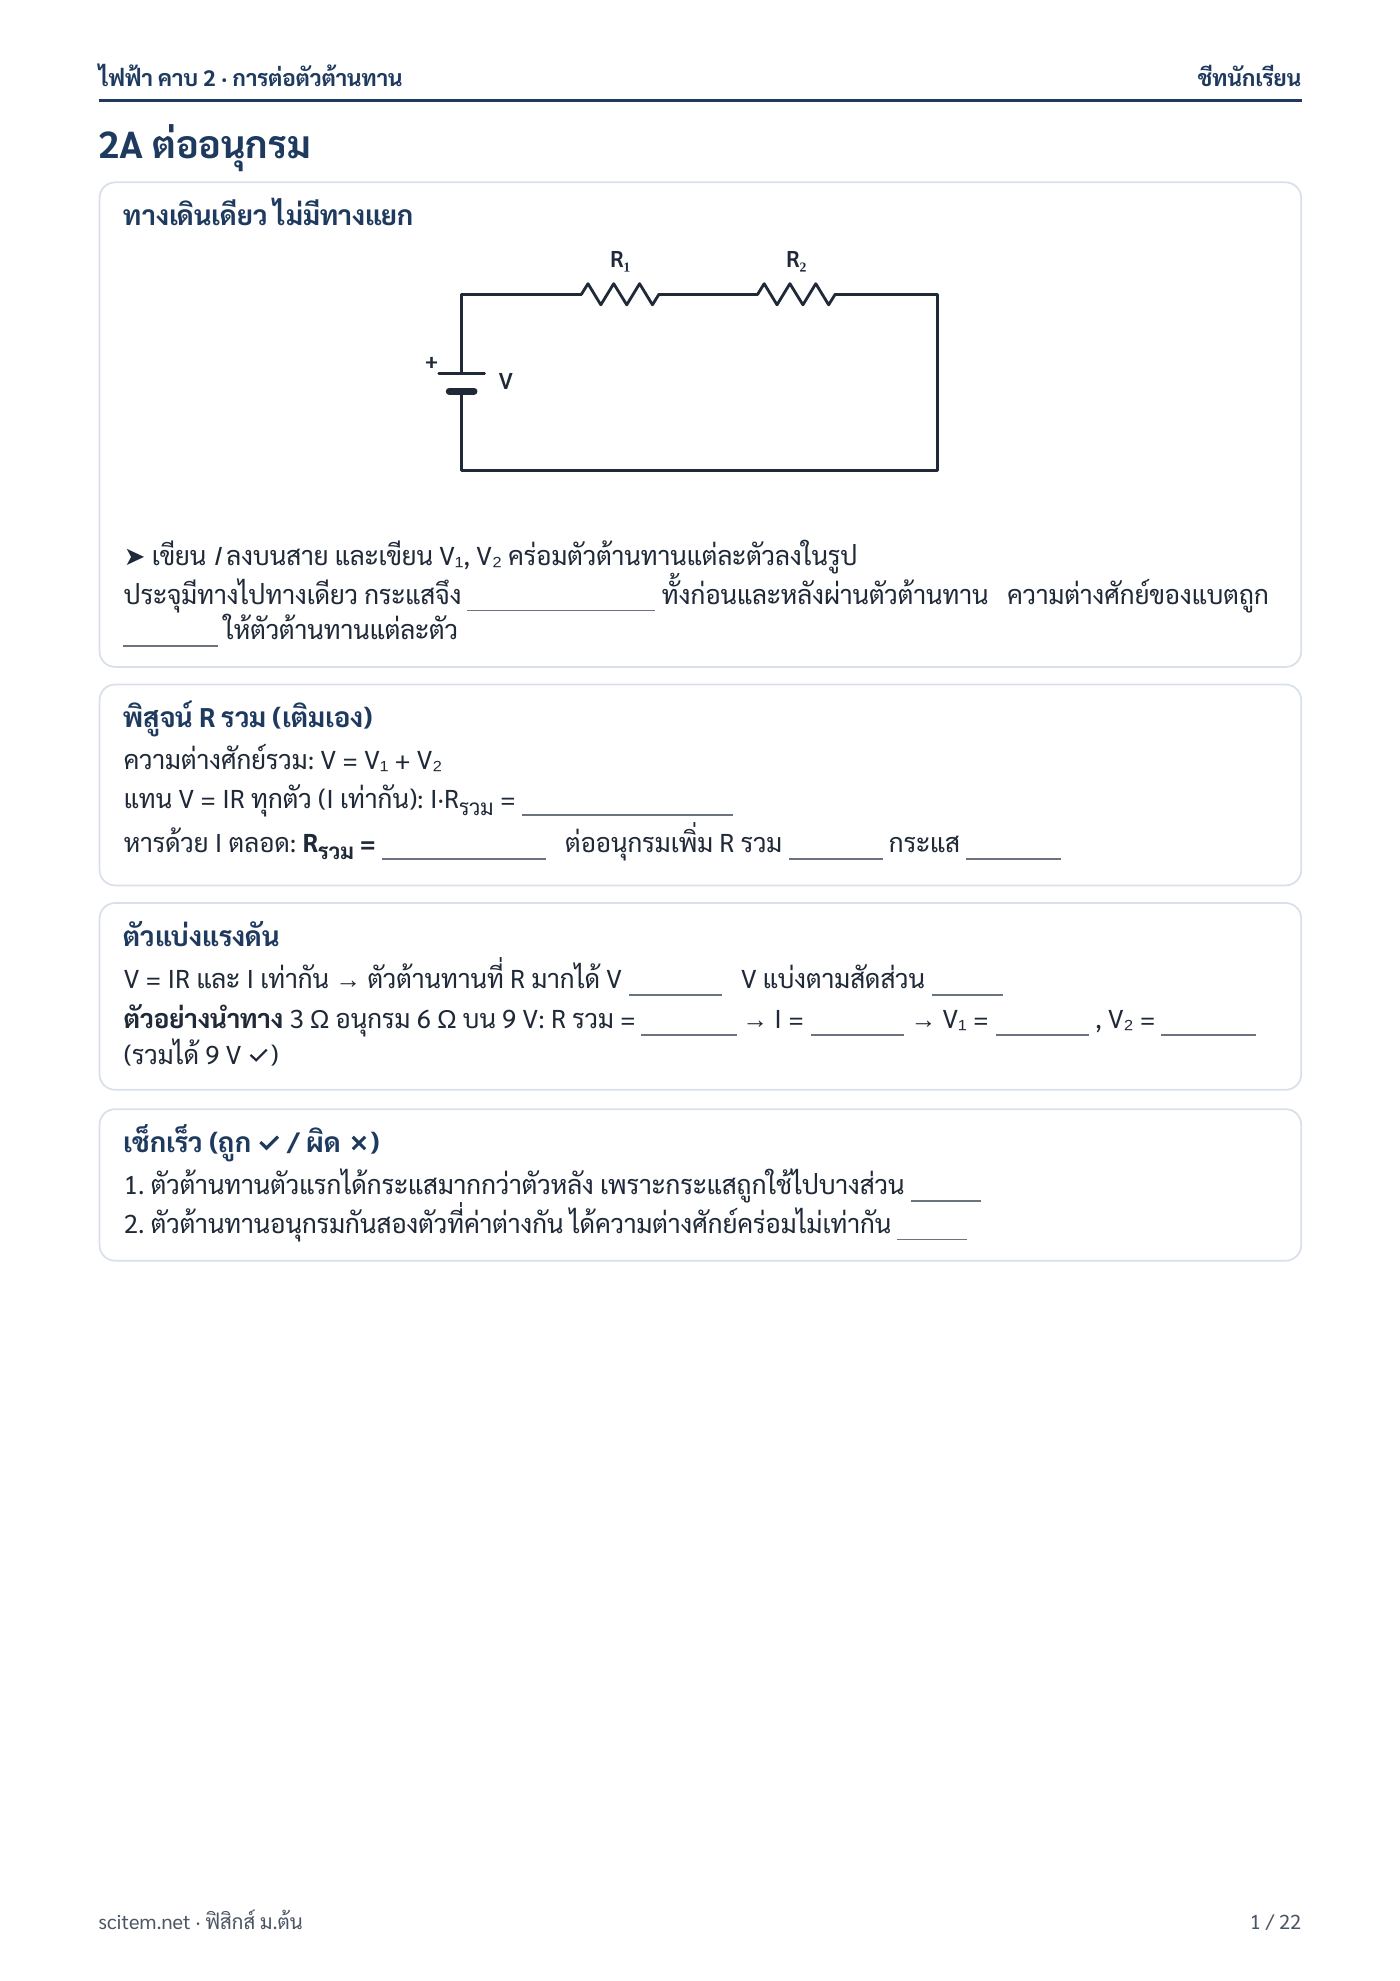 ไฟฟ้า คาบ 2 · การต่อตัวต้านทาน
ชีทนักเรียน
2A ต่ออนุกรม
ทางเดินเดียว ไม่มีทางแยก
R₁
R₂
+
V
➤ เขียน I ลงบนสาย และเขียน V₁, V₂ คร่อมตัวต้านทานแต่ละตัวลงในรูป
ประจุมีทางไปทางเดียว กระแสจึง ______________ ทั้งก่อนและหลังผ่านตัวต้านทาน ความต่างศักย์ของแบตถูก
_______ ให้ตัวต้านทานแต่ละตัว
พิสูจน์ R รวม (เติมเอง)
ความต่างศักย์รวม: V = V₁ + V₂
แทน V = IR ทุกตัว (I เท่ากัน): I·Rรวม = ________________
หารด้วย I ตลอด: Rรวม = ____________ ต่ออนุกรมเพิ่ม R รวม _______ กระแส _______
ตัวแบ่งแรงดัน
V = IR และ I เท่ากัน → ตัวต้านทานที่ R มากได้ V _______ V แบ่งตามสัดส่วน _____
ตัวอย่างนำทาง 3 Ω อนุกรม 6 Ω บน 9 V: R รวม = _______ → I = _______ → V₁ = _______ , V₂ = _______
(รวมได้ 9 V ✓)
เช็กเร็ว (ถูก ✓ / ผิด ✗)
1. ตัวต้านทานตัวแรกได้กระแสมากกว่าตัวหลัง เพราะกระแสถูกใช้ไปบางส่วน _____
2. ตัวต้านทานอนุกรมกันสองตัวที่ค่าต่างกัน ได้ความต่างศักย์คร่อมไม่เท่ากัน _____
scitem.net · ฟิสิกส์ ม.ต้น
1 / 22